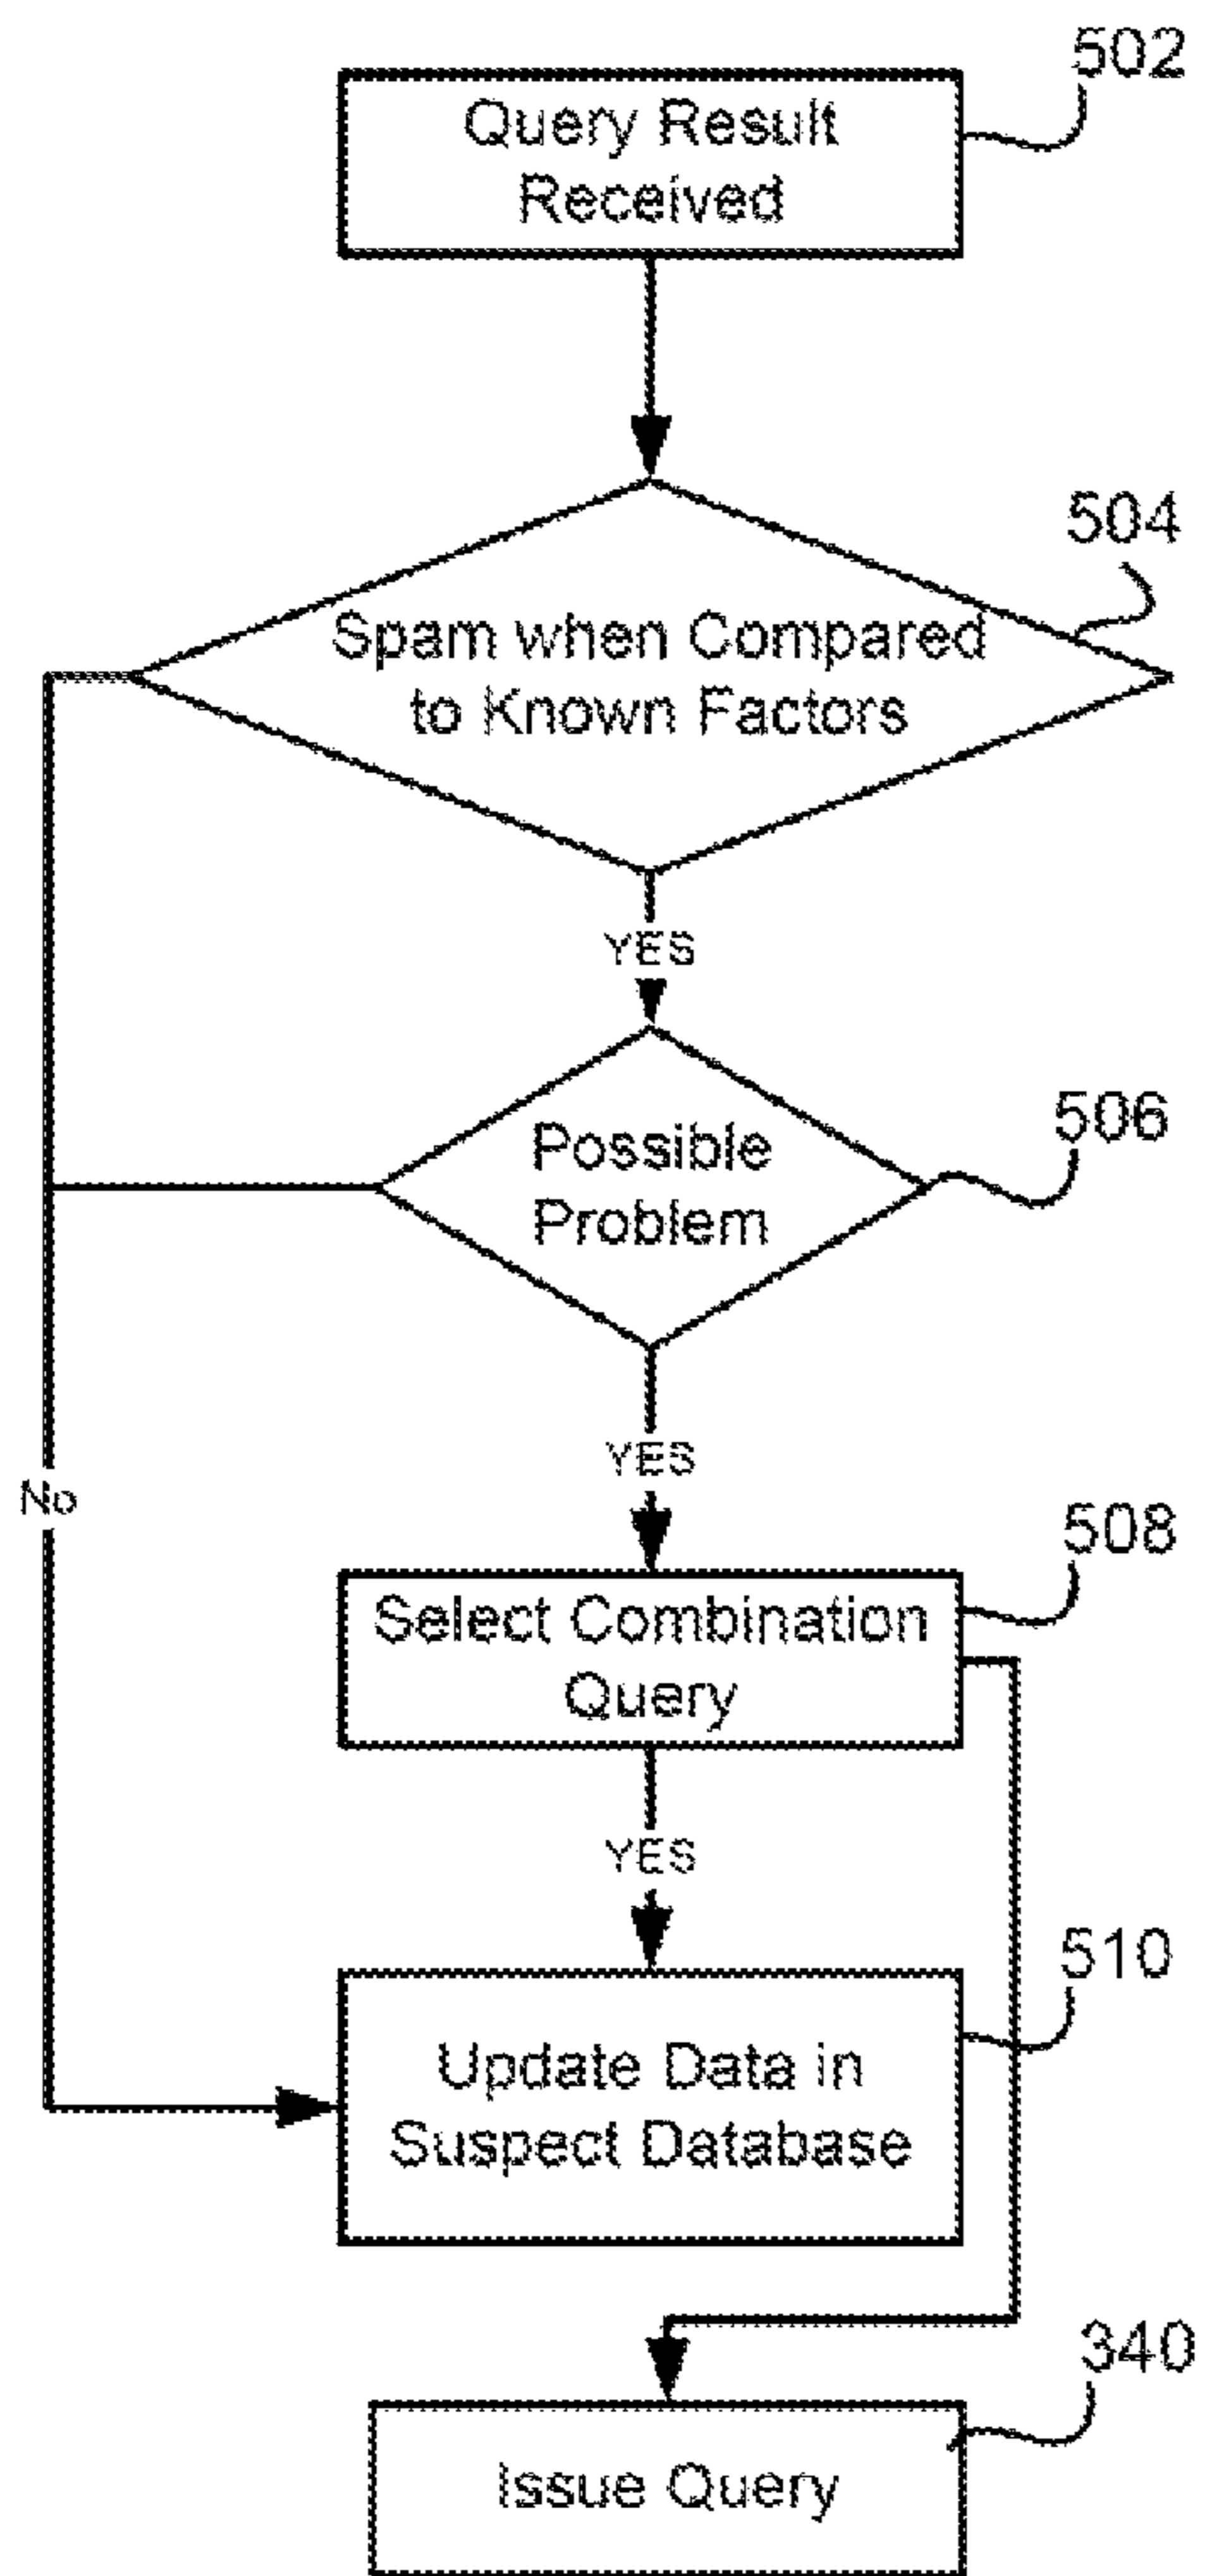 502
Query Result
Received
504
Spam when Compared
to Known Factors
YES
506
Possible
Problem
YES
No
508
Select Combination
Query
YES
510
Update Data in
Suspect Database
340
Issue Query